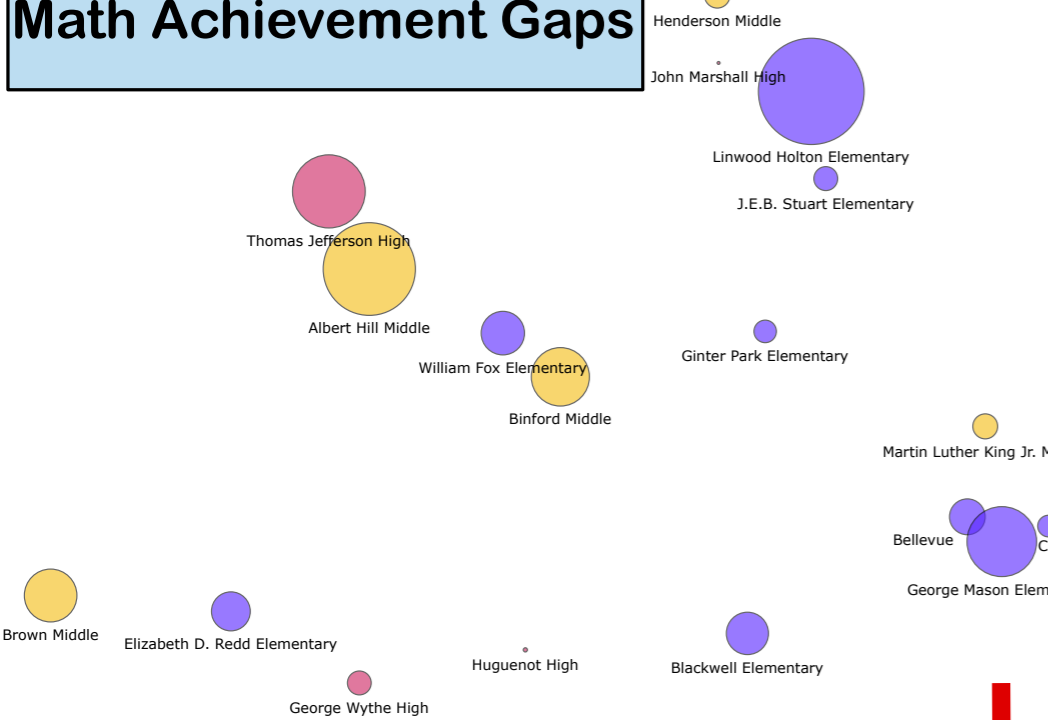 Math Achievement Gaps
Henderson Middle
John Marshall High
Linwood Holton Elementary
J.E.B. Stuart Elementary
Thomas Jefferson High
Albert Hill Middle
William Fox Elementary
Ginter Park Elementary
Binford Middle
Martin Luther King Jr.
Bellevue
George Mason Elem
Brown Middle
Elizabeth D. Redd Elementary
Huguenot High
Blackwell Elementary
George Wythe High